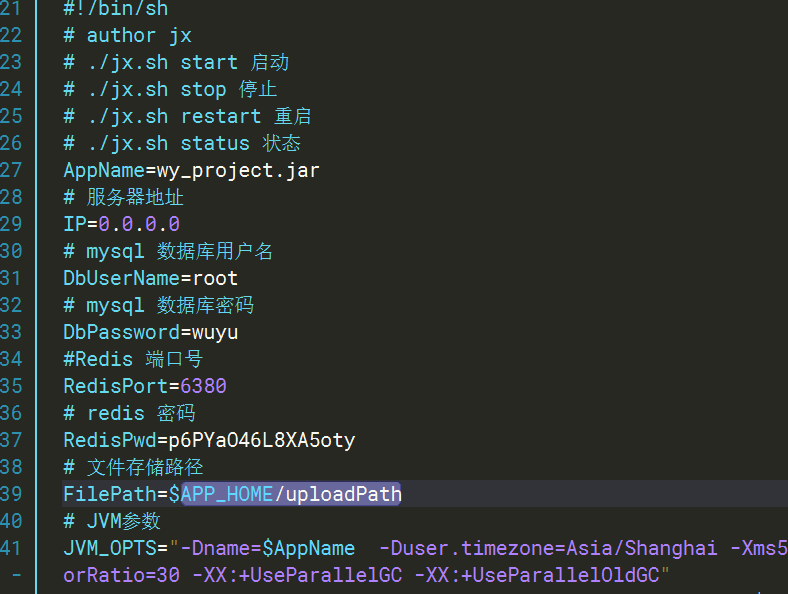 21 #!/bin/sh
22 # author jx
23 # ./jx.sh start 启动
24 # ./jx.sh stop 停止
25 # ./jx.sh restart 重启
26 # ./jx.sh status 状态
27 AppName=wy_project.jar
28 # 服务器地址
29 IP=0.0.0.0
30 # mysql 数据库用户名
31 DbUserName=root
32 # mysql 数据库密码
33 DbPassword=wuyu
34 #Redis 端口号
35 RedisPort=6380
36 # redis 密码
37 RedisPwd=p6PYaO46L8XA5oty
38 # 文件存储路径
39 FilePath=$APP_HOME/uploadPath
40 # JVM参数
41 JVM_OPTS="-Dname=$AppName  -Duser.timezone=Asia/Shanghai -Xms5
- orRatio=30 -XX:+UseParallelGC -XX:+UseParallelOldGC"